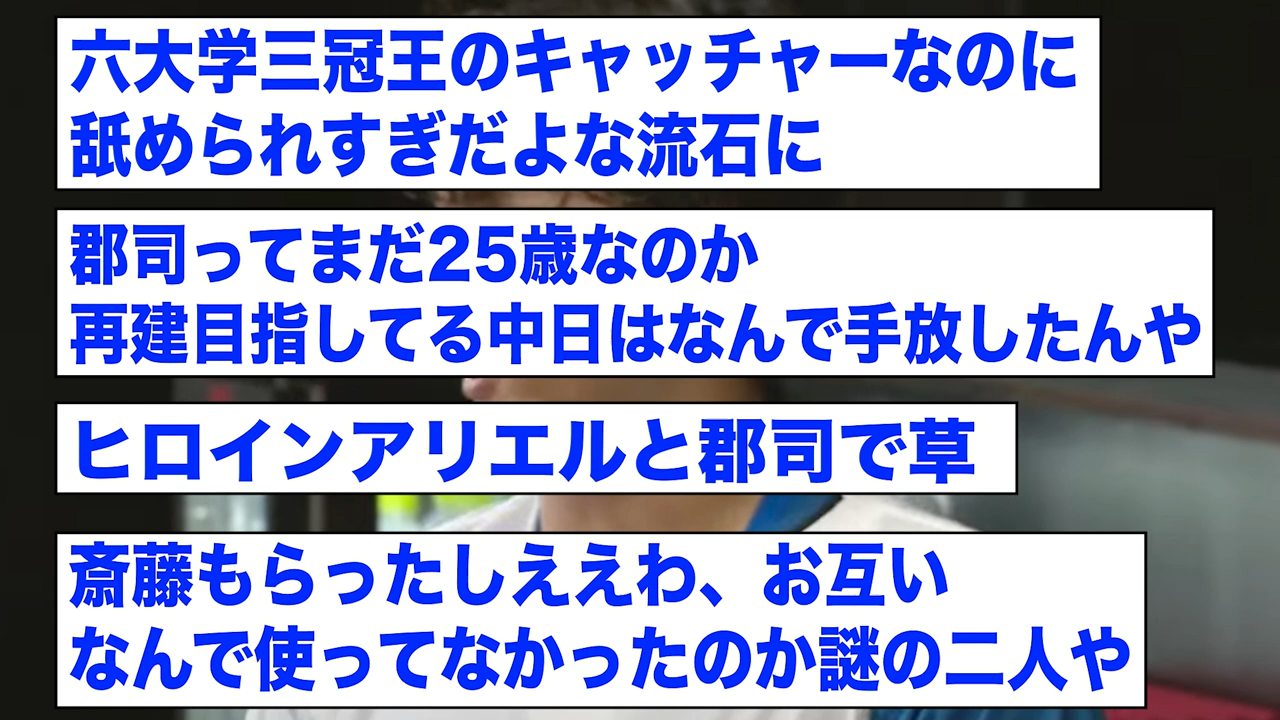 六大学三冠王のキャッチャーなのに
舐められすぎだよな流石に
郡司ってまだ25歳なのか
再建目指してる中日はなんで手放したんや
ヒロインアリエルと郡司で草
斎藤もらったしええわ、お互い
なんで使ってなかったのか謎の二人や